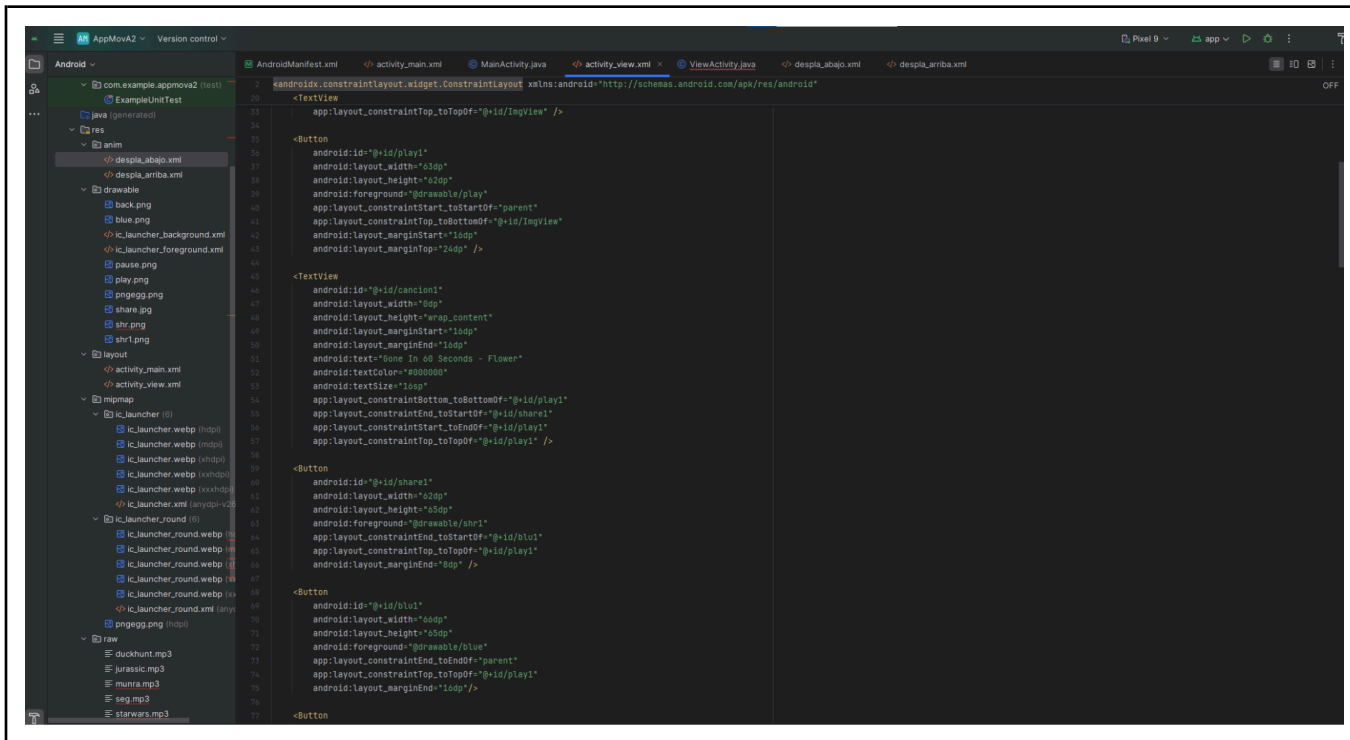 AM AppMovA2 Version control
Pixel 9 app
Android
AndroidManifest.xml activity_main.xml MainActivity.java activity_view.xml ViewActivity.java despla_abajo.xml despla_arriba.xml
OFF
com.example.appmova2 (test)
ExampleUnitTest
java (generated)
res
anim
despla_abajo.xml
despla_arriba.xml
drawable
back.png
blue.png
ic_launcher_background.xml
ic_launcher_foreground.xml
pause.png
play.png
pngegg.png
share.jpg
shr.png
shr1.png
layout
activity_main.xml
activity_view.xml
mipmap
ic_launcher (6)
ic_launcher.webp (hdpi)
ic_launcher.webp (mdpi)
ic_launcher.webp (xhdpi)
ic_launcher.webp (xxhdpi)
ic_launcher.webp (xxxhdpi
ic_launcher.xml (anydpi-v26
ic_launcher_round (6)
ic_launcher_round.webp
ic_launcher_round.webp
ic_launcher_round.webp
ic_launcher_round.webp
ic_launcher_round.webp
ic_launcher_round.xml (anyd
pngegg.png (hdpi)
raw
duckhunt.mp3
jurassic.mp3
munra.mp3
seg.mp3
starwars.mp3
2 <androidx.constraintlayout.widget.ConstraintLayout xmlns:android="http://schemas.android.com/apk/res/android"
20 <TextView
33 app:layout_constraintTop_toTopOf="@+id/ImgView" />
34
35 <Button
36 android:id="@+id/play1"
37 android:layout_width="63dp"
38 android:layout_height="62dp"
39 android:foreground="@drawable/play"
40 app:layout_constraintStart_toStartOf="parent"
41 app:layout_constraintTop_toBottomOf="@+id/ImgView"
42 android:layout_marginStart="16dp"
43 android:layout_marginTop="24dp" />
44
45 <TextView
46 android:id="@+id/cancion1"
47 android:layout_width="0dp"
48 android:layout_height="wrap_content"
49 android:layout_marginStart="16dp"
50 android:layout_marginEnd="16dp"
51 android:text="Gone In 60 Seconds - Flower"
52 android:textColor="#000000"
53 android:textSize="16sp"
54 app:layout_constraintBottom_toBottomOf="@+id/play1"
55 app:layout_constraintEnd_toStartOf="@+id/share1"
56 app:layout_constraintStart_toEndOf="@+id/play1"
57 app:layout_constraintTop_toTopOf="@+id/play1" />
58
59 <Button
60 android:id="@+id/share1"
61 android:layout_width="62dp"
62 android:layout_height="65dp"
63 android:foreground="@drawable/shr1"
64 app:layout_constraintEnd_toStartOf="@+id/blu1"
65 app:layout_constraintTop_toTopOf="@+id/play1"
66 android:layout_marginEnd="8dp" />
67
68 <Button
69 android:id="@+id/blu1"
70 android:layout_width="66dp"
71 android:layout_height="65dp"
72 android:foreground="@drawable/blue"
73 app:layout_constraintEnd_toEndOf="parent"
74 app:layout_constraintTop_toTopOf="@+id/play1"
75 android:layout_marginEnd="16dp"/>
76
77 <Button